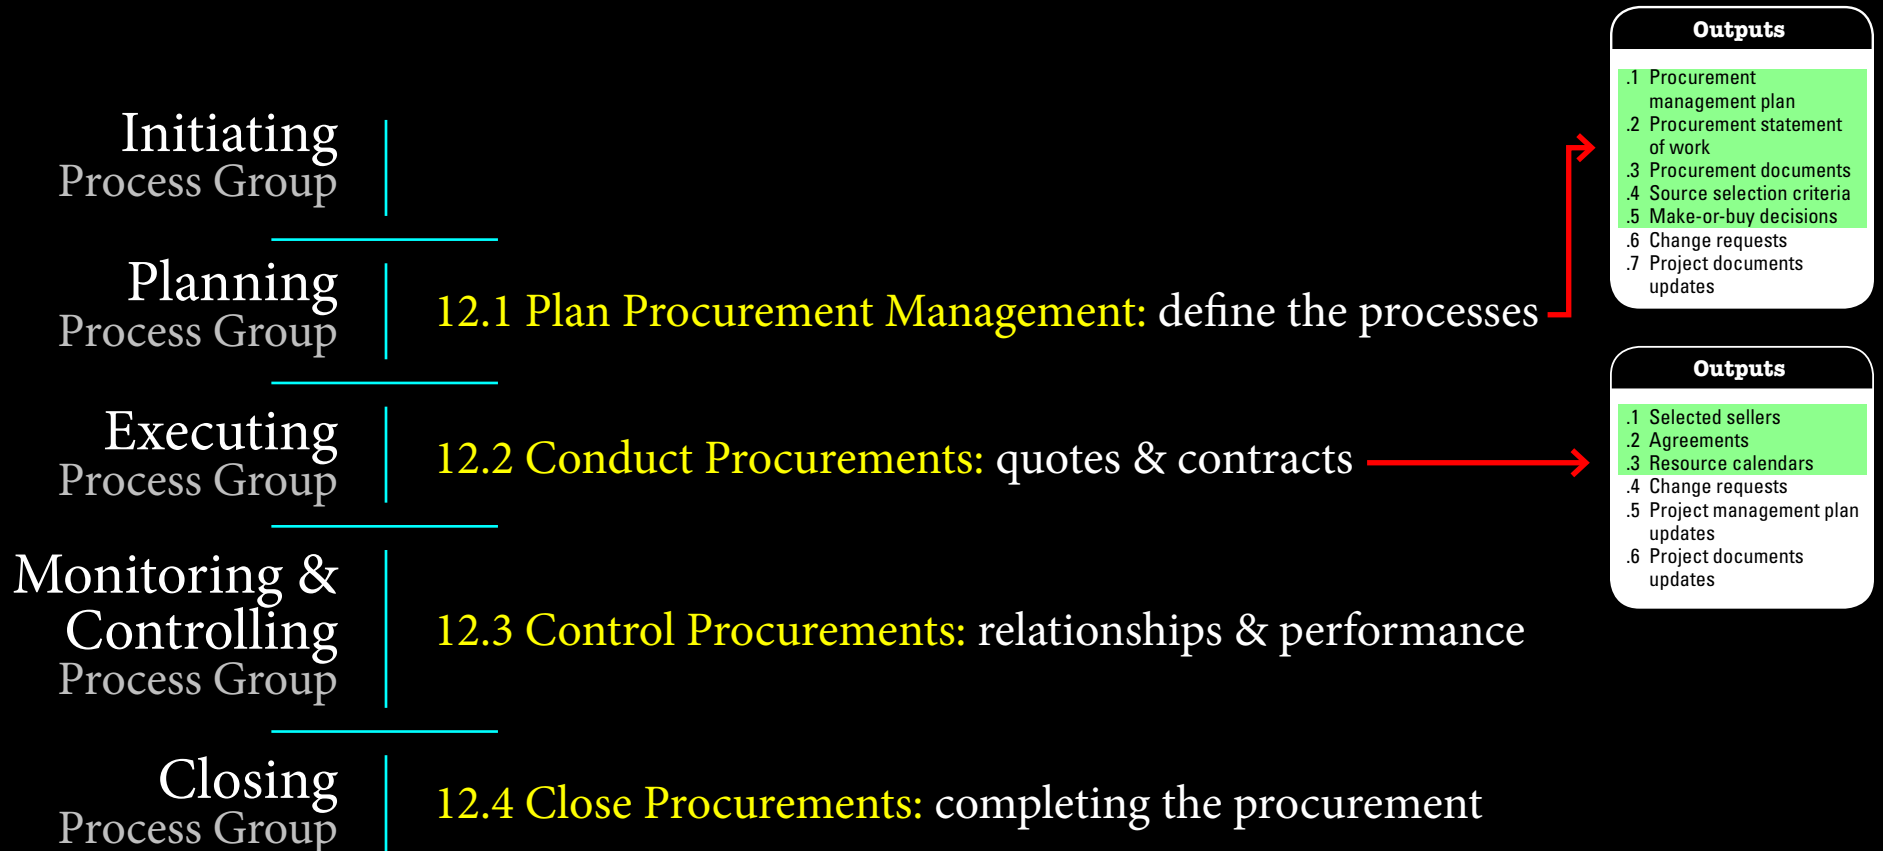 Initiating
Process Group
Planning
Process Group
12.1 Plan Procurement Management: define the processes
Outputs
.1 Procurement
management plan
.2 Procurement statement
of work
.3 Procurement documents
.4 Source selection criteria
.5 Make-or-buy decisions
.6 Change requests
.7 Project documents
updates
Executing
Process Group
12.2 Conduct Procurements: quotes & contracts
Outputs
.1 Selected sellers
.2 Agreements
.3 Resource calendars
.4 Change requests
.5 Project management plan
updates
.6 Project documents
updates
Monitoring &
Controlling
Process Group
12.3 Control Procurements: relationships & performance
Closing
Process Group
12.4 Close Procurements: completing the procurement